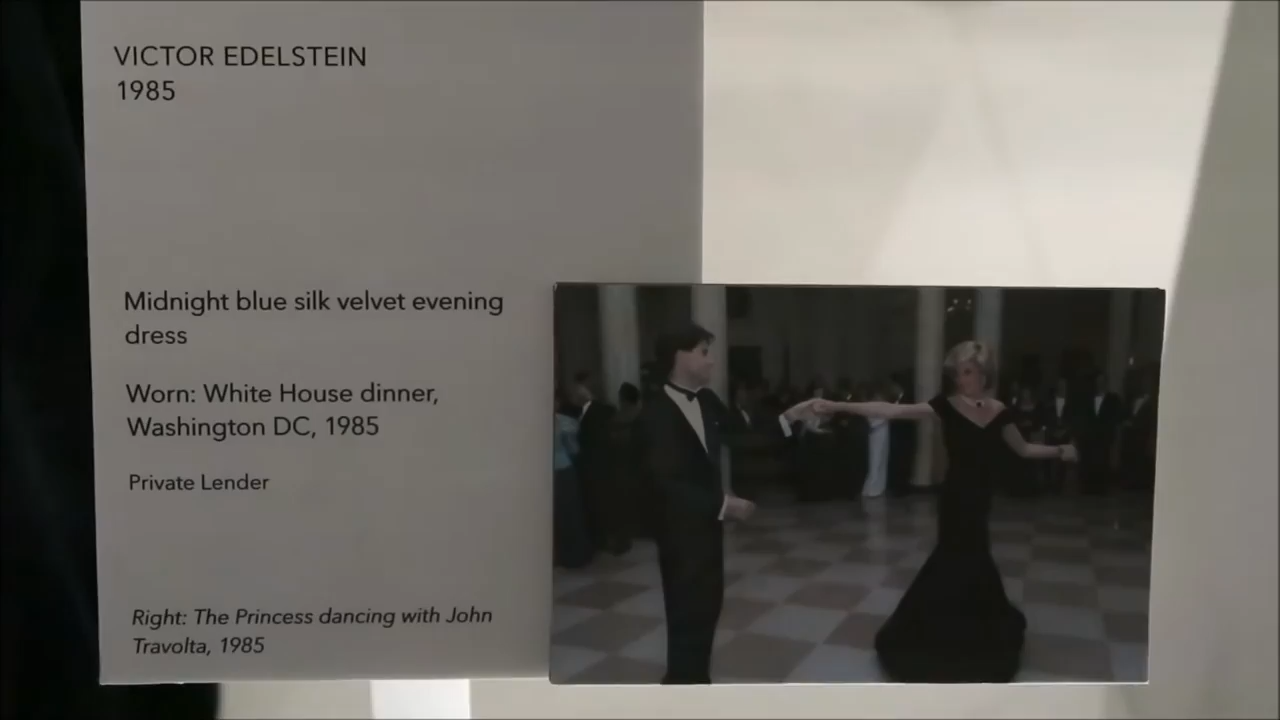 VICTOR EDELSTEIN
1985
Midnight blue silk velvet evening
dress
Worn: White House dinner,
Washington DC, 1985
Private Lender
Right: The Princess dancing with John
Travolta, 1985